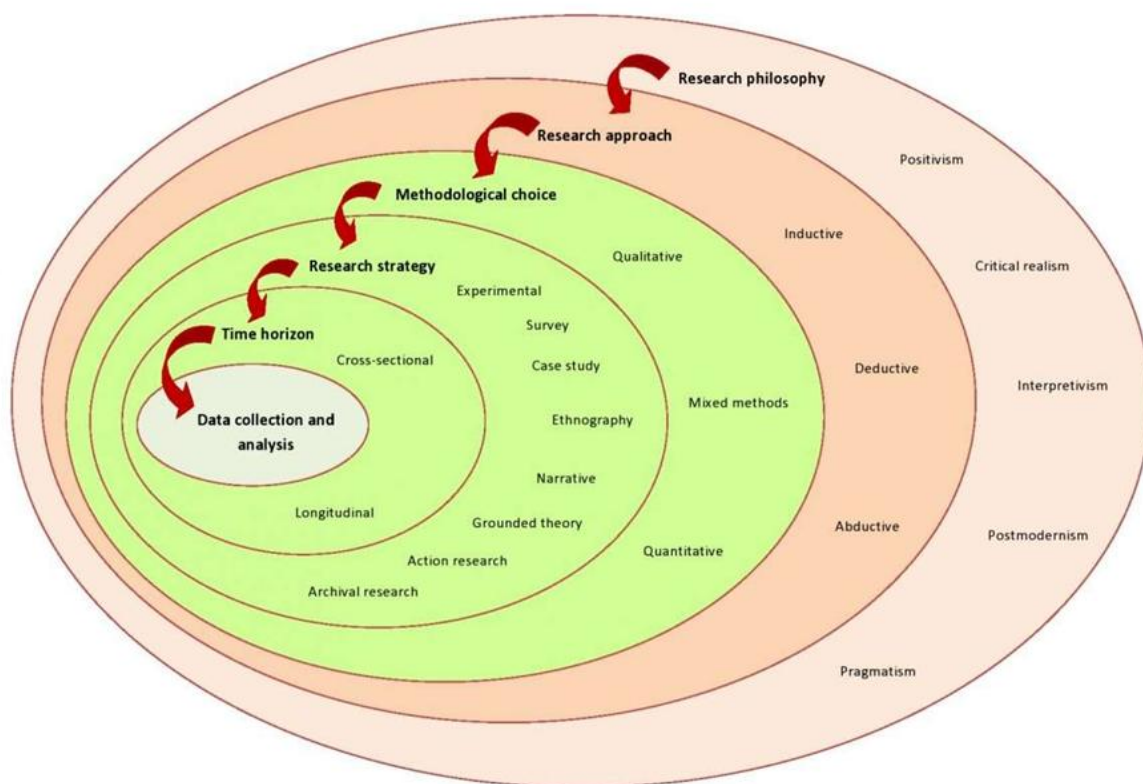 Research philosophy
Research approach
Positivism
Methodological choice
Inductive
Qualitative
Research strategy
Critical realism
Experimental
Survey
Time horizon
Cross-sectional
Case study
Deductive
Interpretivism
Mixed methods
Data collection and
analysis
Ethnography
Narrative
Longitudinal
Grounded theory
Abductive
Postmodernism
Quantitative
Action research
Archival research
Pragmatism